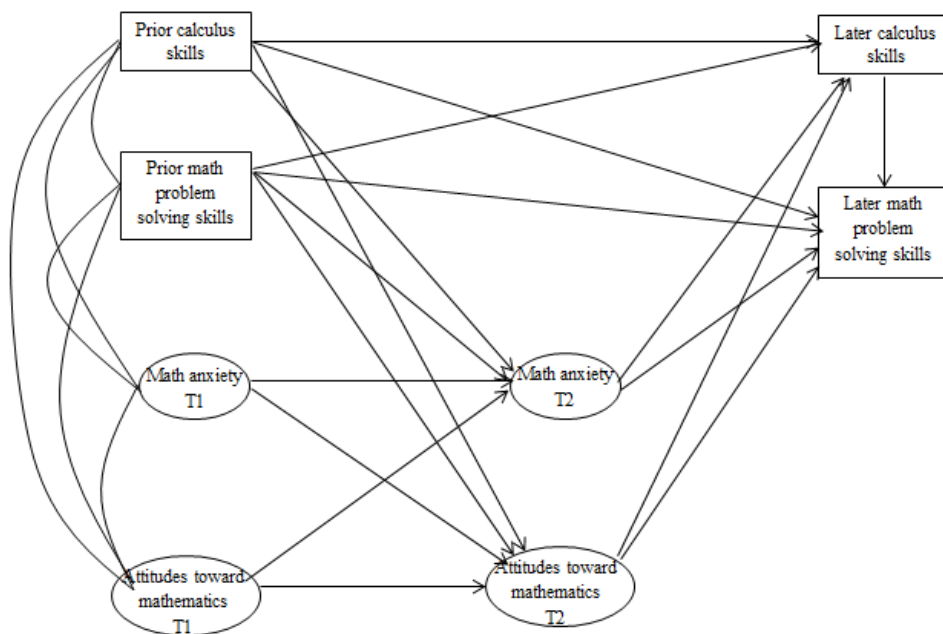 Prior calculus
skills
Later calculus
skills
Prior math
problem
solving skills
Later math
problem
solving skills
Math anxiety
T1
Math anxiety
T2
Attitudes toward
mathematics
T1
Attitudes toward
mathematics
T2